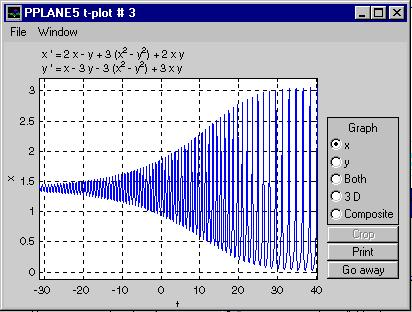 PPLANE5 t-plot # 3
File Window
x ' = 2 x - y + 3 (x² - y²) + 2 x y
y ' = x - 3 y - 3 (x² - y²) + 3 x y
3
2.5
2
1.5
1
0.5
0
x
-30 -20 -10 0 10 20 30 40
t
Graph
x
y
Both
3 D
Composite
Crop
Print
Go away